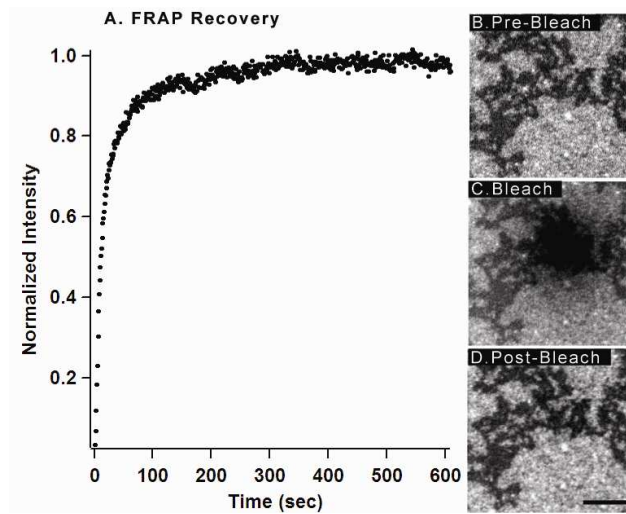 A. FRAP Recovery
1.0
0.8
0.6
0.4
0.2
Normalized Intensity
0 100 200 300 400 500 600
Time (sec)
B. Pre-Bleach
C. Bleach
D. Post-Bleach